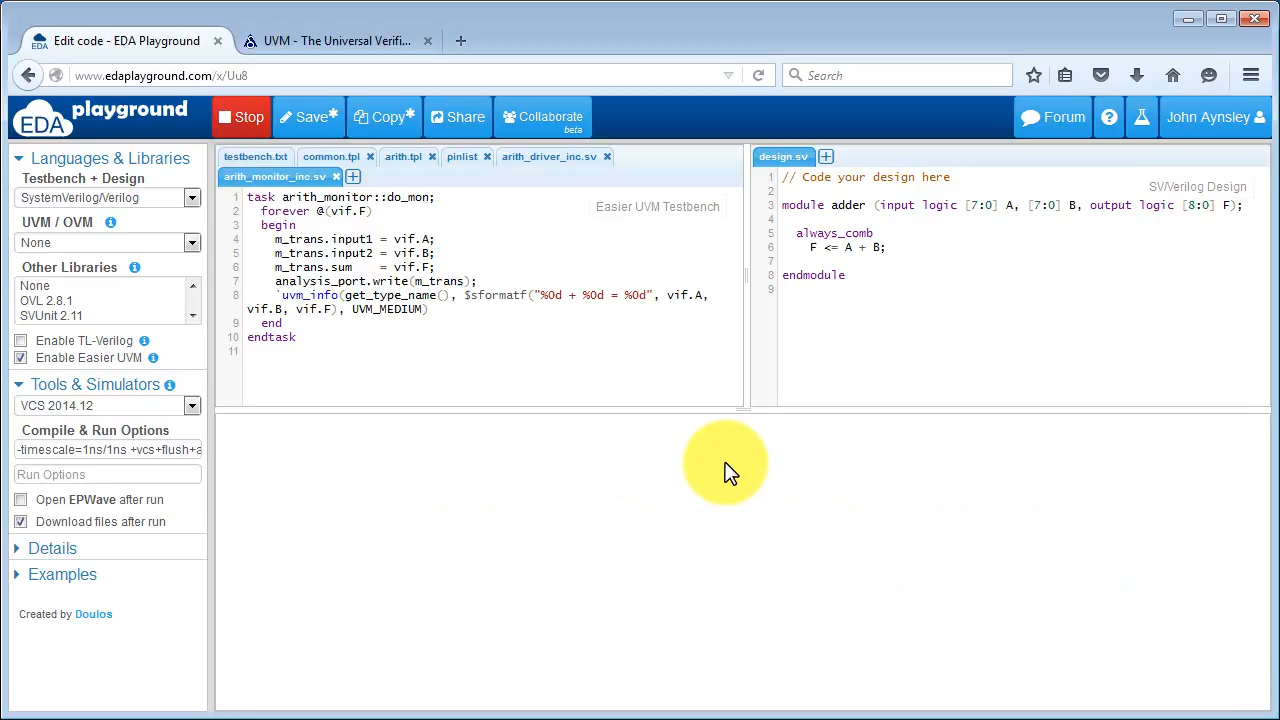 Edit code - EDA Playground
UVM - The Universal Verifi...
www.edaplayground.com/x/Uu8
Search
EDA playground
Stop
Save*
Copy*
Share
Collaborate
beta
Forum
John Aynsley
Languages & Libraries
Testbench + Design
SystemVerilog/Verilog
UVM / OVM
None
Other Libraries
None
OVL 2.8.1
SVUnit 2.11
Enable TL-Verilog
Enable Easier UVM
Tools & Simulators
VCS 2014.12
Compile & Run Options
-timescale=1ns/1ns +vcs+flush+a
Run Options
Open EPWave after run
Download files after run
Details
Examples
Created by Doulos
testbench.txt
common.tpl
arith.tpl
pinlist
arith_driver_inc.sv
arith_monitor_inc.sv
Easier UVM Testbench
1 task arith_monitor::do_mon;
2 forever @(vif.F)
3 begin
4 m_trans.input1 = vif.A;
5 m_trans.input2 = vif.B;
6 m_trans.sum    = vif.F;
7 analysis_port.write(m_trans);
8 `uvm_info(get_type_name(), $sformatf("%0d + %0d = %0d", vif.A,
vif.B, vif.F), UVM_MEDIUM)
9 end
10 endtask
11
design.sv
SV/Verilog Design
1 // Code your design here
2
3 module adder (input logic [7:0] A, [7:0] B, output logic [8:0] F);
4
5 always_comb
6 F <= A + B;
7
8 endmodule
9